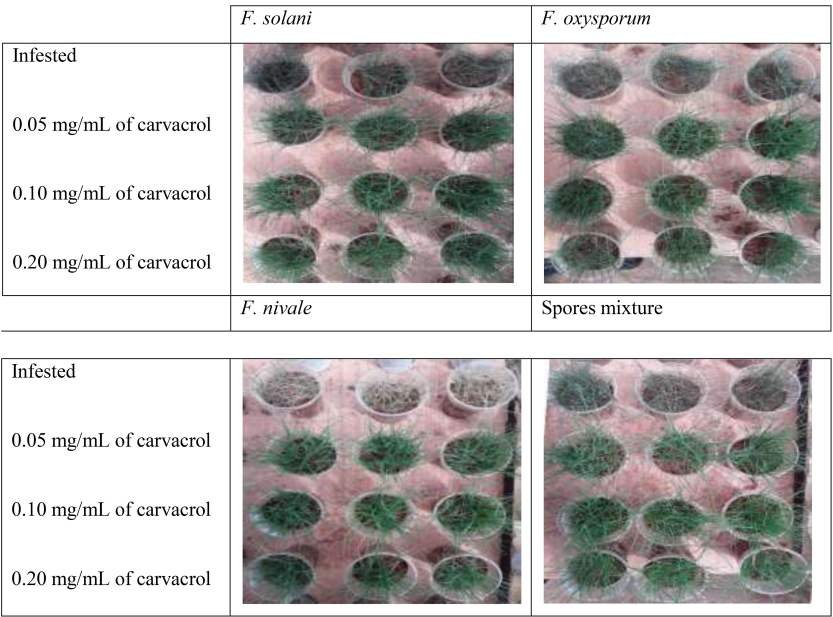 F. solani
F. oxysporum
Infested
0.05 mg/mL of carvacrol
0.10 mg/mL of carvacrol
0.20 mg/mL of carvacrol
F. nivale
Spores mixture
Infested
0.05 mg/mL of carvacrol
0.10 mg/mL of carvacrol
0.20 mg/mL of carvacrol